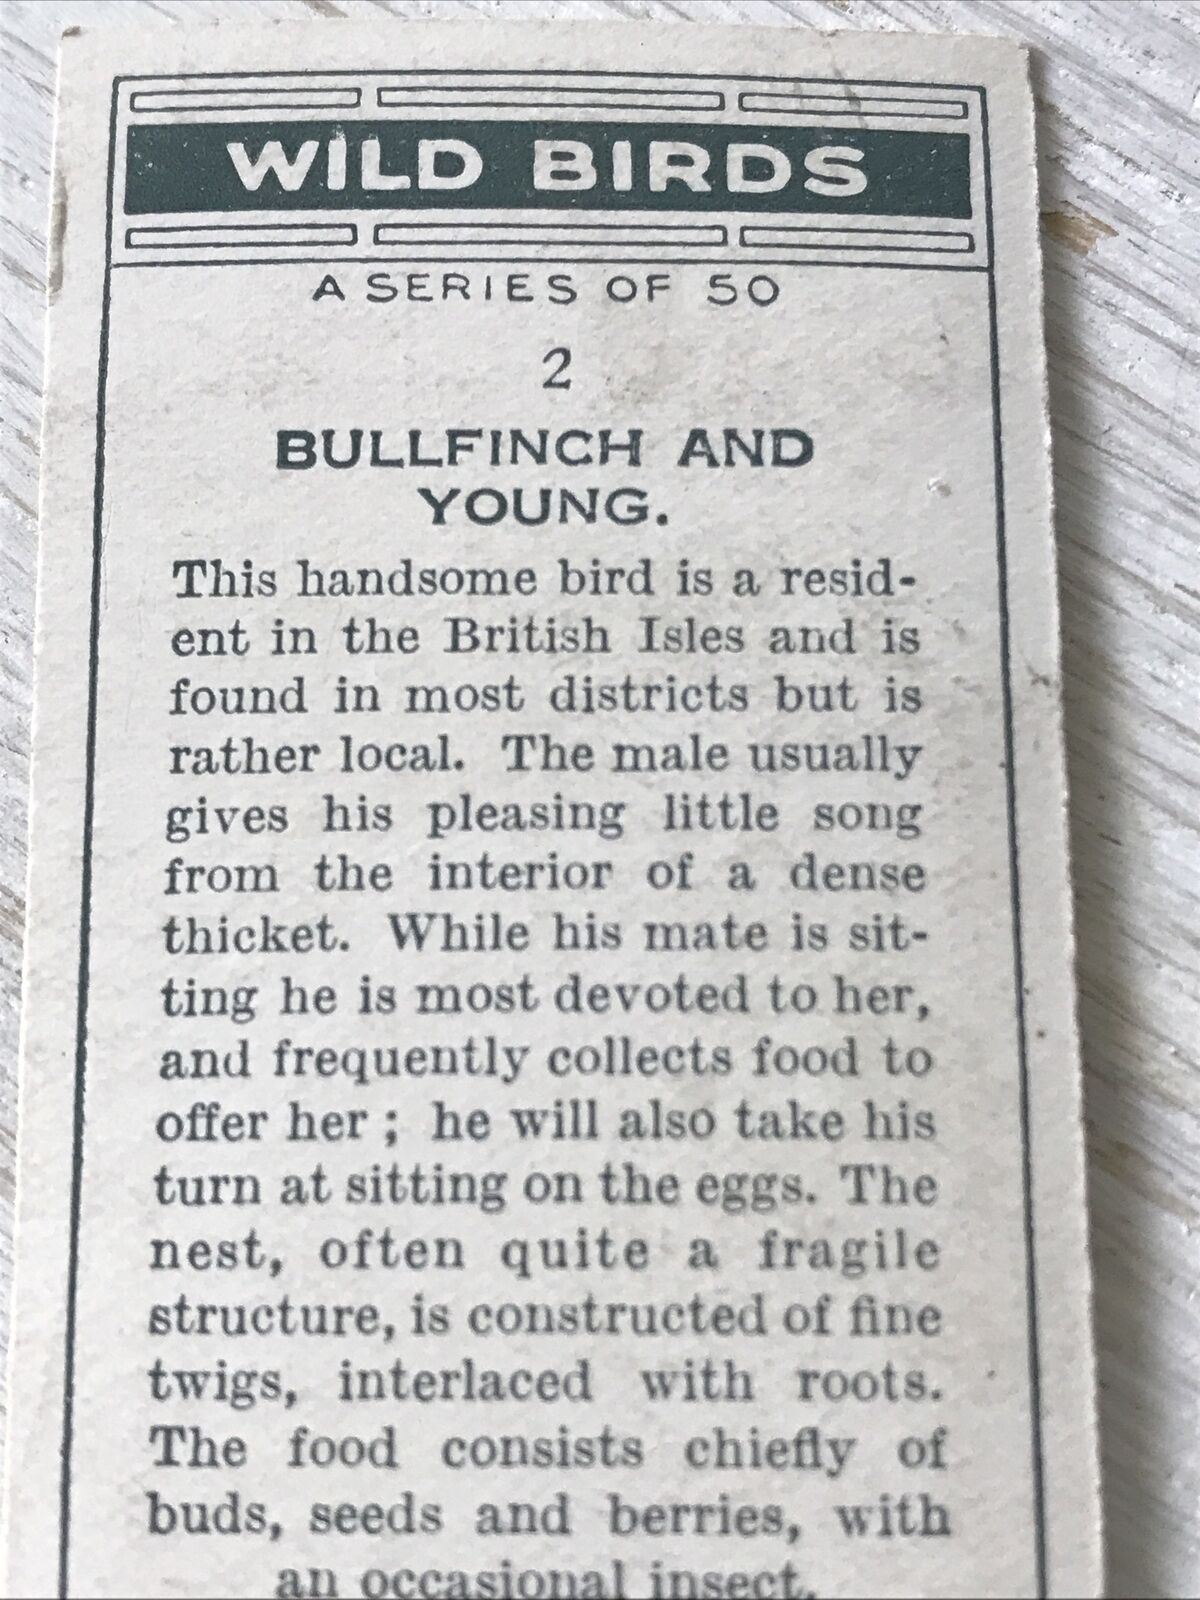 WILD BIRDS
A SERIES OF 50
2
BULLFINCH AND
YOUNG.
This handsome bird is a resid-
ent in the British Isles and is
found in most districts but is
rather local. The male usually
gives his pleasing little song
from the interior of a dense
thicket. While his mate is sit-
ting he is most devoted to her,
and frequently collects food to
offer her ; he will also take his
turn at sitting on the eggs. The
nest, often quite a fragile
structure, is constructed of fine
twigs, interlaced with roots.
The food consists chiefly of
buds, seeds and berries, with
an occasional insect.